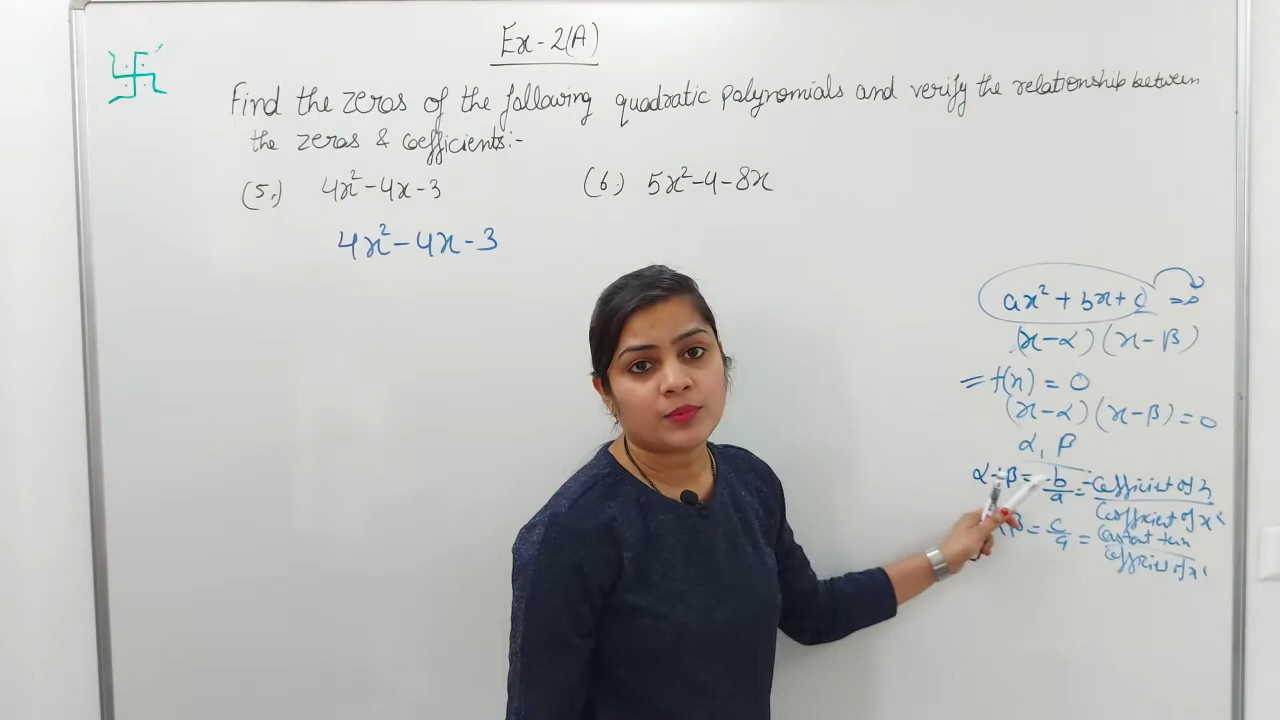 Ex-2(A)
Find the zeros of the following quadratic polynomials and verify the relationship between
the zeros & coefficients:-
(5.) 4x²-4x-3 (6.) 5x²-4-8x
4x²-4x-3
ax²+bx+c =0
(x-α)(x-β)
= f(x) = 0
(x-α)(x-β)=0
α, β
α+β = -b/a = -Coefficient of x / Coefficient of x²
β = c/a = Constant term / Coefficient of x²